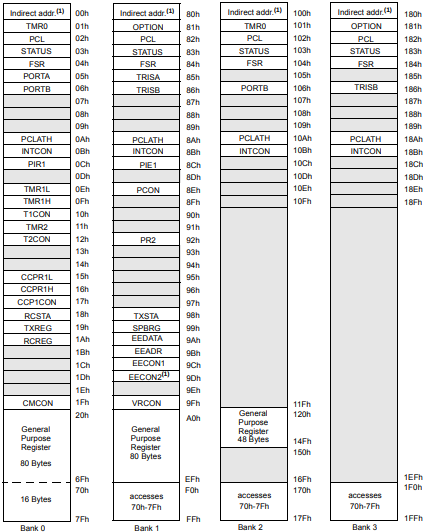 Indirect addr.(1) 00h
TMR0 01h
PCL 02h
STATUS 03h
FSR 04h
PORTA 05h
PORTB 06h
07h
08h
09h
PCLATH 0Ah
INTCON 0Bh
PIR1 0Ch
0Dh
TMR1L 0Eh
TMR1H 0Fh
T1CON 10h
TMR2 11h
T2CON 12h
13h
14h
CCPR1L 15h
CCPR1H 16h
CCP1CON 17h
RCSTA 18h
TXREG 19h
RCREG 1Ah
1Bh
1Ch
1Dh
1Eh
CMCON 1Fh
20h
General
Purpose
Register
80 Bytes
6Fh
70h
16 Bytes
7Fh
Bank 0
Indirect addr.(1) 80h
OPTION 81h
PCL 82h
STATUS 83h
FSR 84h
TRISA 85h
TRISB 86h
87h
88h
89h
PCLATH 8Ah
INTCON 8Bh
PIE1 8Ch
8Dh
PCON 8Eh
8Fh
90h
91h
PR2 92h
93h
94h
95h
96h
97h
TXSTA 98h
SPBRG 99h
EEDATA 9Ah
EEADR 9Bh
EECON1 9Ch
EECON2(1) 9Dh
9Eh
VRCON 9Fh
A0h
General
Purpose
Register
80 Bytes
EFh
F0h
accesses
70h-7Fh
FFh
Bank 1
Indirect addr.(1) 100h
TMR0 101h
PCL 102h
STATUS 103h
FSR 104h
105h
PORTB 106h
107h
108h
109h
PCLATH 10Ah
INTCON 10Bh
10Ch
10Dh
10Eh
10Fh
11Fh
120h
General
Purpose
Register
48 Bytes
14Fh
150h
16Fh
170h
accesses
70h-7Fh
17Fh
Bank 2
Indirect addr.(1) 180h
OPTION 181h
PCL 182h
STATUS 183h
FSR 184h
185h
TRISB 186h
187h
188h
189h
PCLATH 18Ah
INTCON 18Bh
18Ch
18Dh
18Eh
18Fh
1EFh
1F0h
accesses
70h-7Fh
1FFh
Bank 3